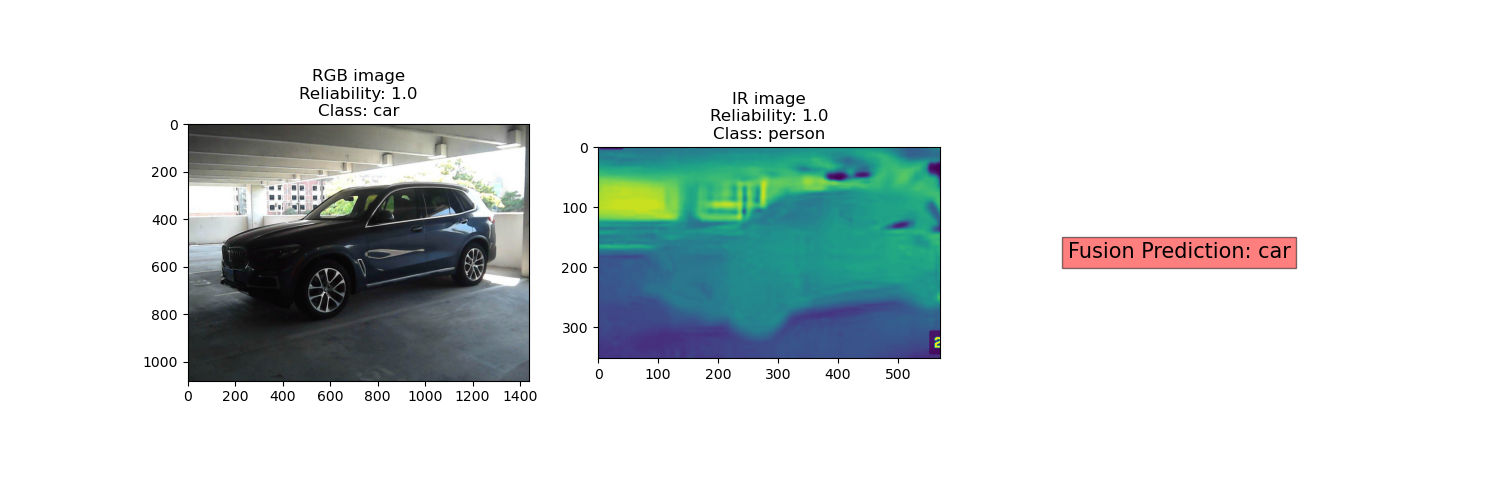 RGB image
Reliability: 1.0
Class: car
0
200
400
600
800
1000
0 200 400 600 800 1000 1200 1400
IR image
Reliability: 1.0
Class: person
0
100
200
300
2
0 100 200 300 400 500
Fusion Prediction: car